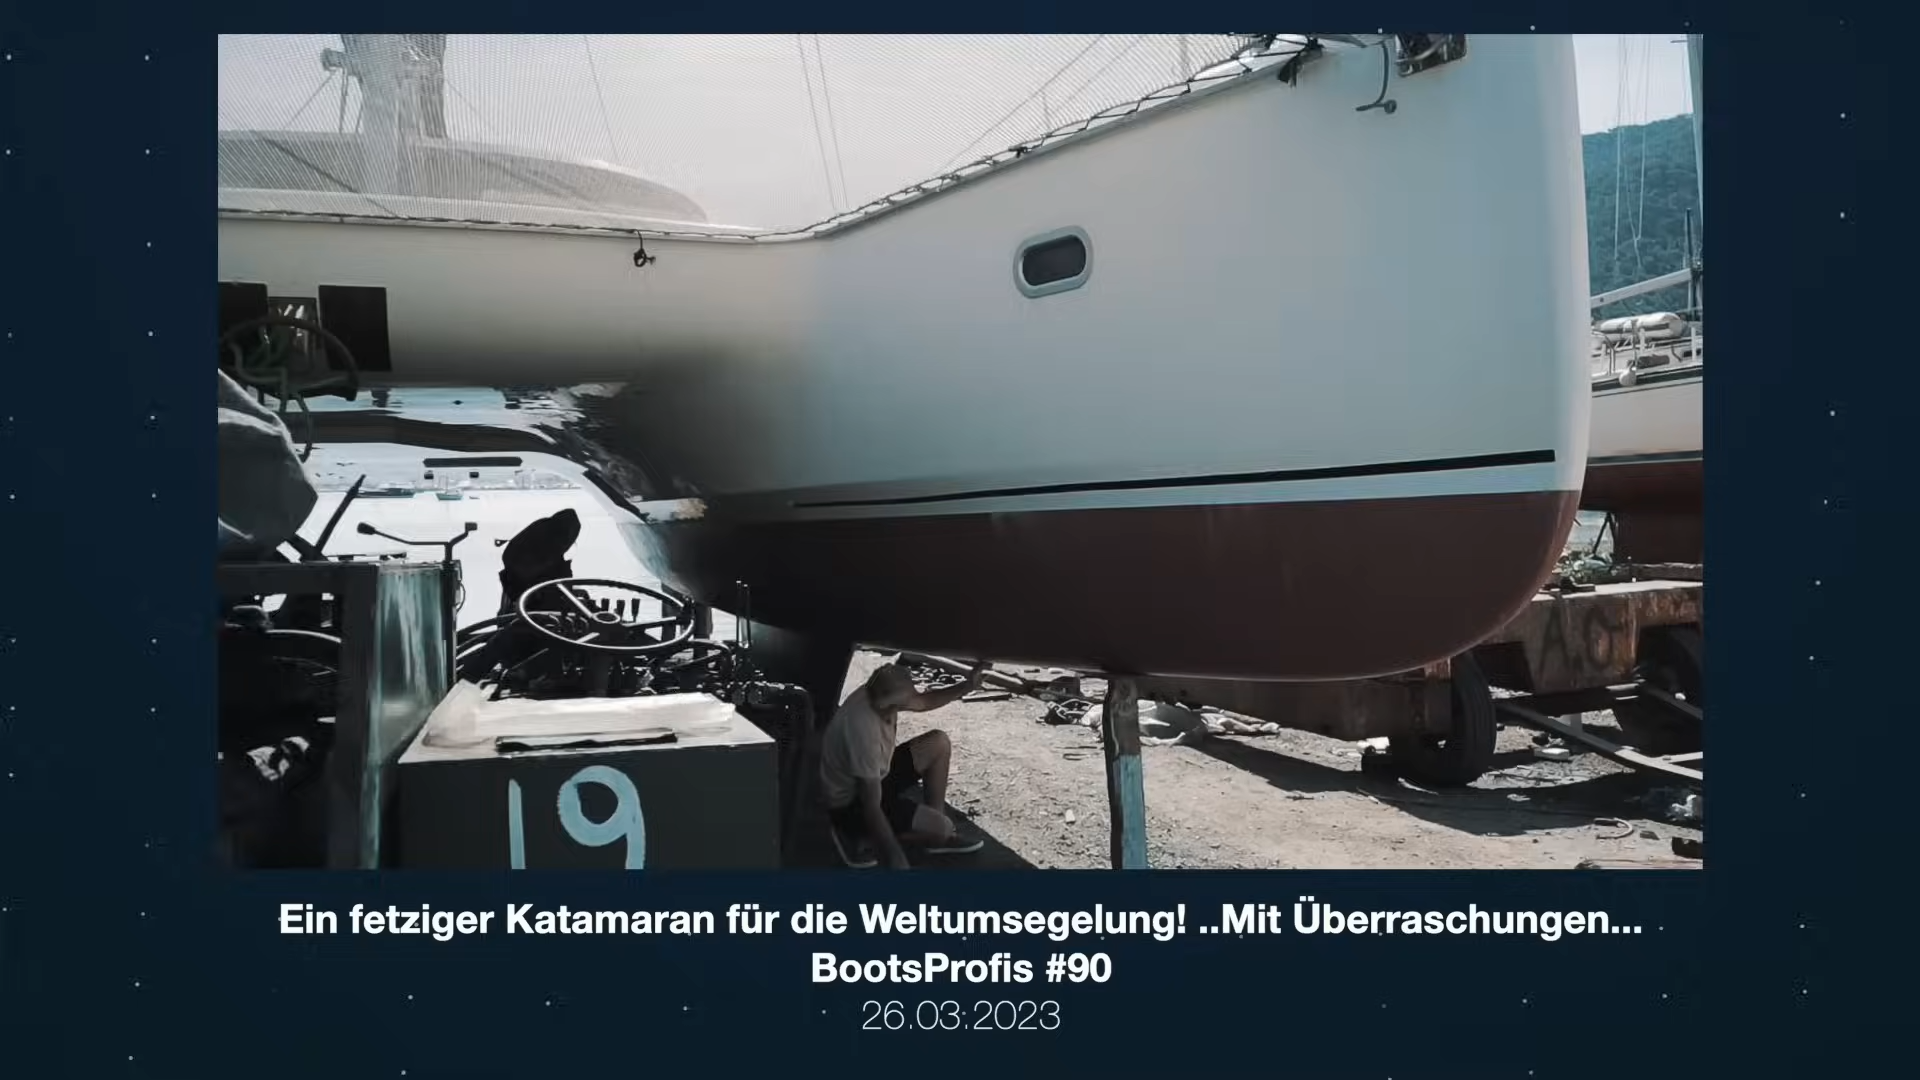 A.G
19
Ein fetziger Katamaran für die Weltumsegelung! ..Mit Überraschungen...
BootsProfis #90
26.03.2023